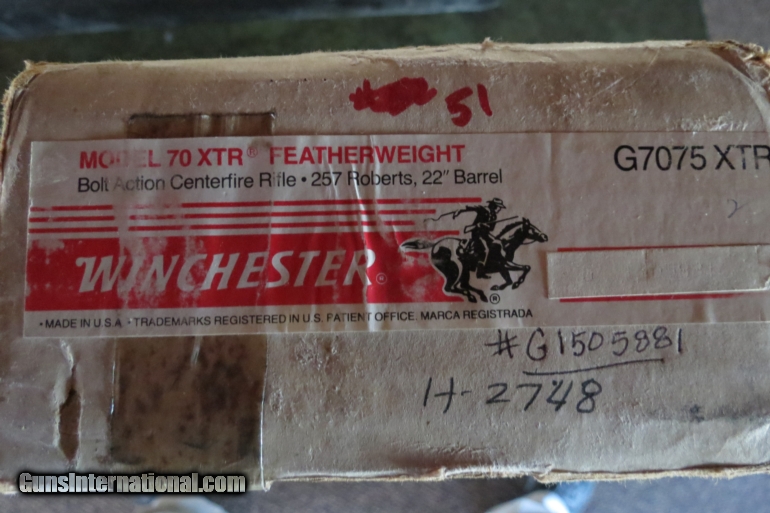 51
MODEL 70 XTR® FEATHERWEIGHT
Bolt Action Centerfire Rifle • 257 Roberts, 22" Barrel
G7075 XTR
2
WINCHESTER®
®
• MADE IN U.S.A. • TRADEMARKS REGISTERED IN U.S. PATENT OFFICE. MARCA REGISTRADA
#G1505881
H-2748
GunsInternational.com